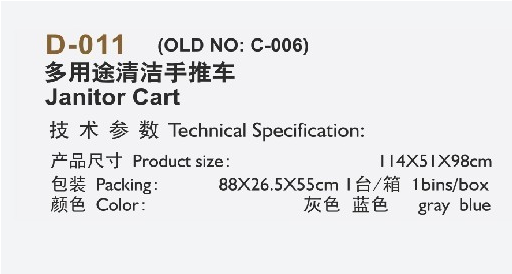 D-011 (OLD NO: C-006)
多用途清洁手推车
Janitor Cart
技 术 参 数 Technical Specification:
产品尺寸 Product size: 114X51X98cm
包装 Packing: 88X26.5X55cm 1台/箱 1bins/box
颜色 Color: 灰色 蓝色 gray blue